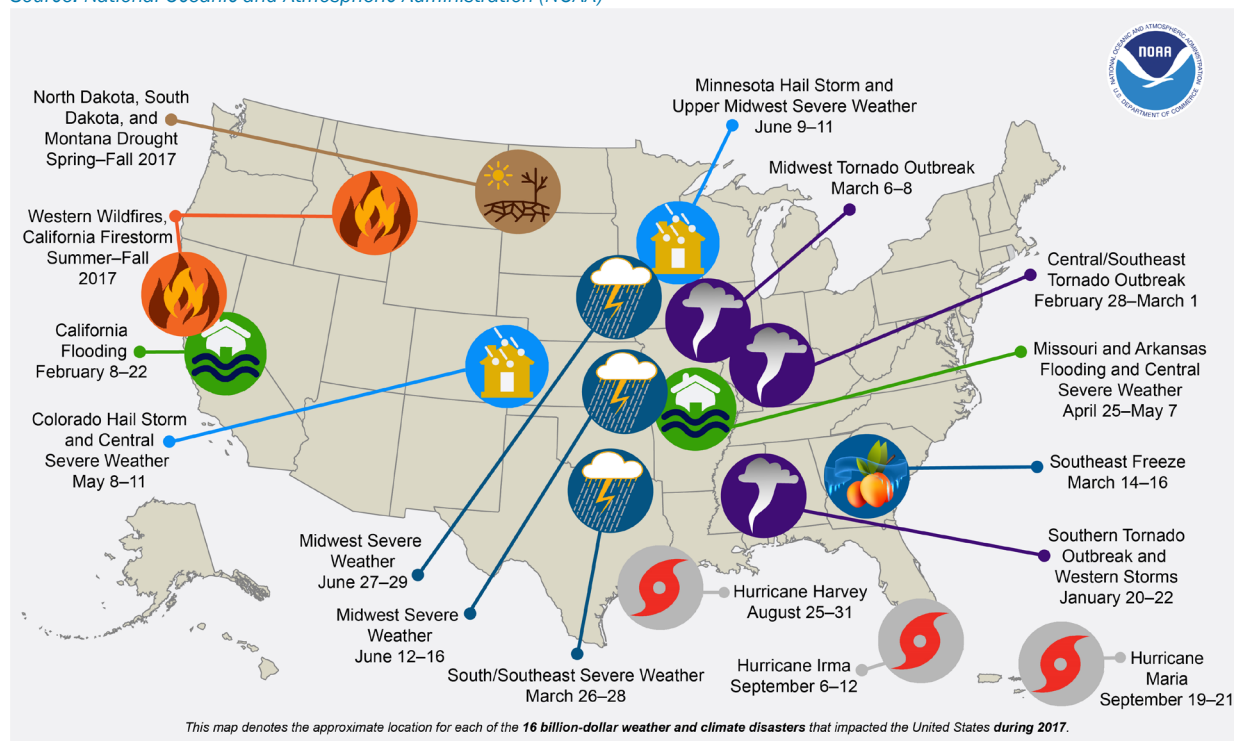 Source: National Oceanic and Atmospheric Administration (NOAA)
NATIONAL OCEANIC AND ATMOSPHERIC ADMINISTRATION
NOAA
U.S. DEPARTMENT OF COMMERCE
North Dakota, South
Dakota, and
Montana Drought
Spring–Fall 2017
Minnesota Hail Storm and
Upper Midwest Severe Weather
June 9–11
Midwest Tornado Outbreak
March 6–8
Western Wildfires,
California Firestorm
Summer–Fall
2017
Central/Southeast
Tornado Outbreak
February 28–March 1
California
Flooding
February 8–22
Missouri and Arkansas
Flooding and Central
Severe Weather
April 25–May 7
Colorado Hail Storm
and Central
Severe Weather
May 8–11
Southeast Freeze
March 14–16
Midwest Severe
Weather
June 27–29
Southern Tornado
Outbreak and
Western Storms
January 20–22
Midwest Severe
Weather
June 12–16
Hurricane Harvey
August 25–31
South/Southeast Severe Weather
March 26–28
Hurricane Irma
September 6–12
Hurricane
Maria
September 19–21
This map denotes the approximate location for each of the 16 billion-dollar weather and climate disasters that impacted the United States during 2017.